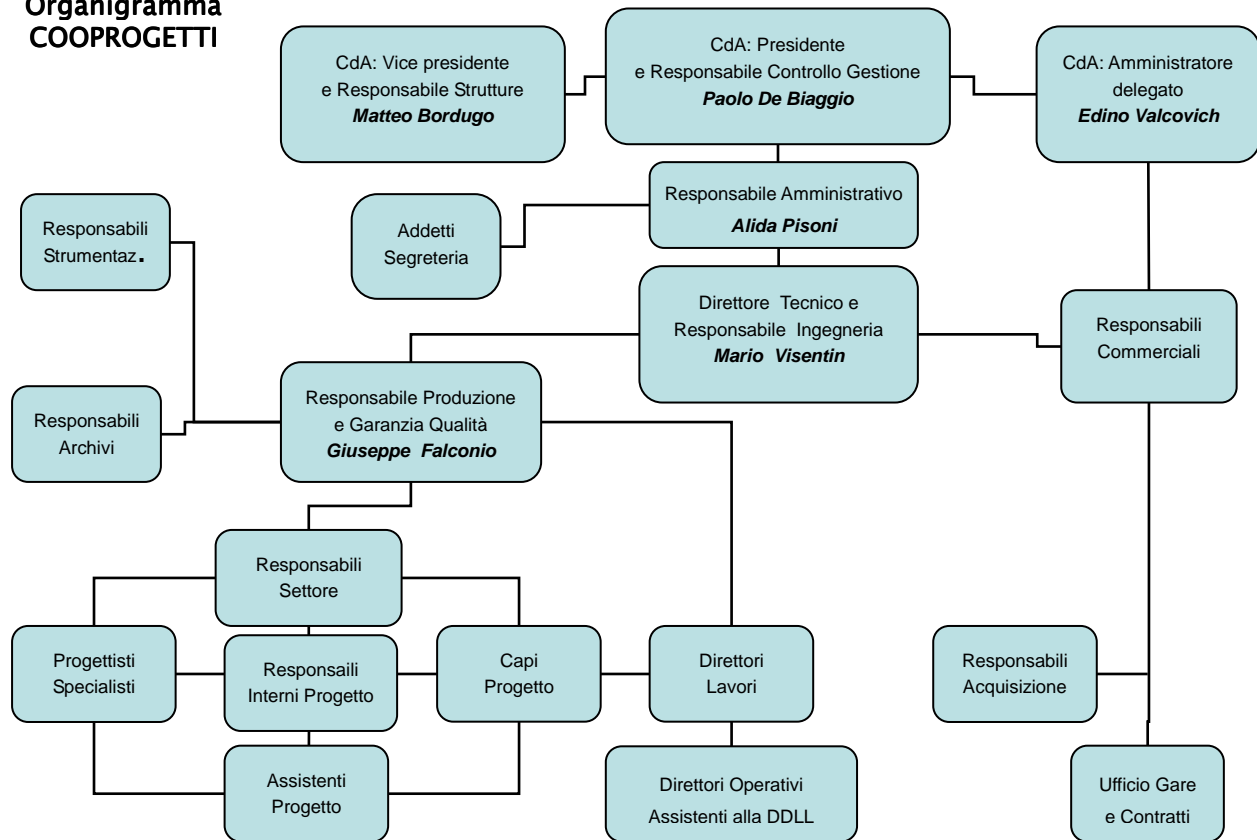 Organigramma
COOPROGETTI
CdA: Vice presidente
e Responsabile Strutture
Matteo Bordugo
CdA: Presidente
e Responsabile Controllo Gestione
Paolo De Biaggio
CdA: Amministratore
delegato
Edino Valcovich
Responsabili
Strumentaz.
Addetti
Segreteria
Responsabile Amministrativo
Alida Pisoni
Direttore Tecnico e
Responsabile Ingegneria
Mario Visentin
Responsabili
Commerciali
Responsabili
Archivi
Responsabile Produzione
e Garanzia Qualità
Giuseppe Falconio
Responsabili
Settore
Progettisti
Specialisti
Responsaili
Interni Progetto
Capi
Progetto
Direttori
Lavori
Responsabili
Acquisizione
Assistenti
Progetto
Direttori Operativi
Assistenti alla DDLL
Ufficio Gare
e Contratti